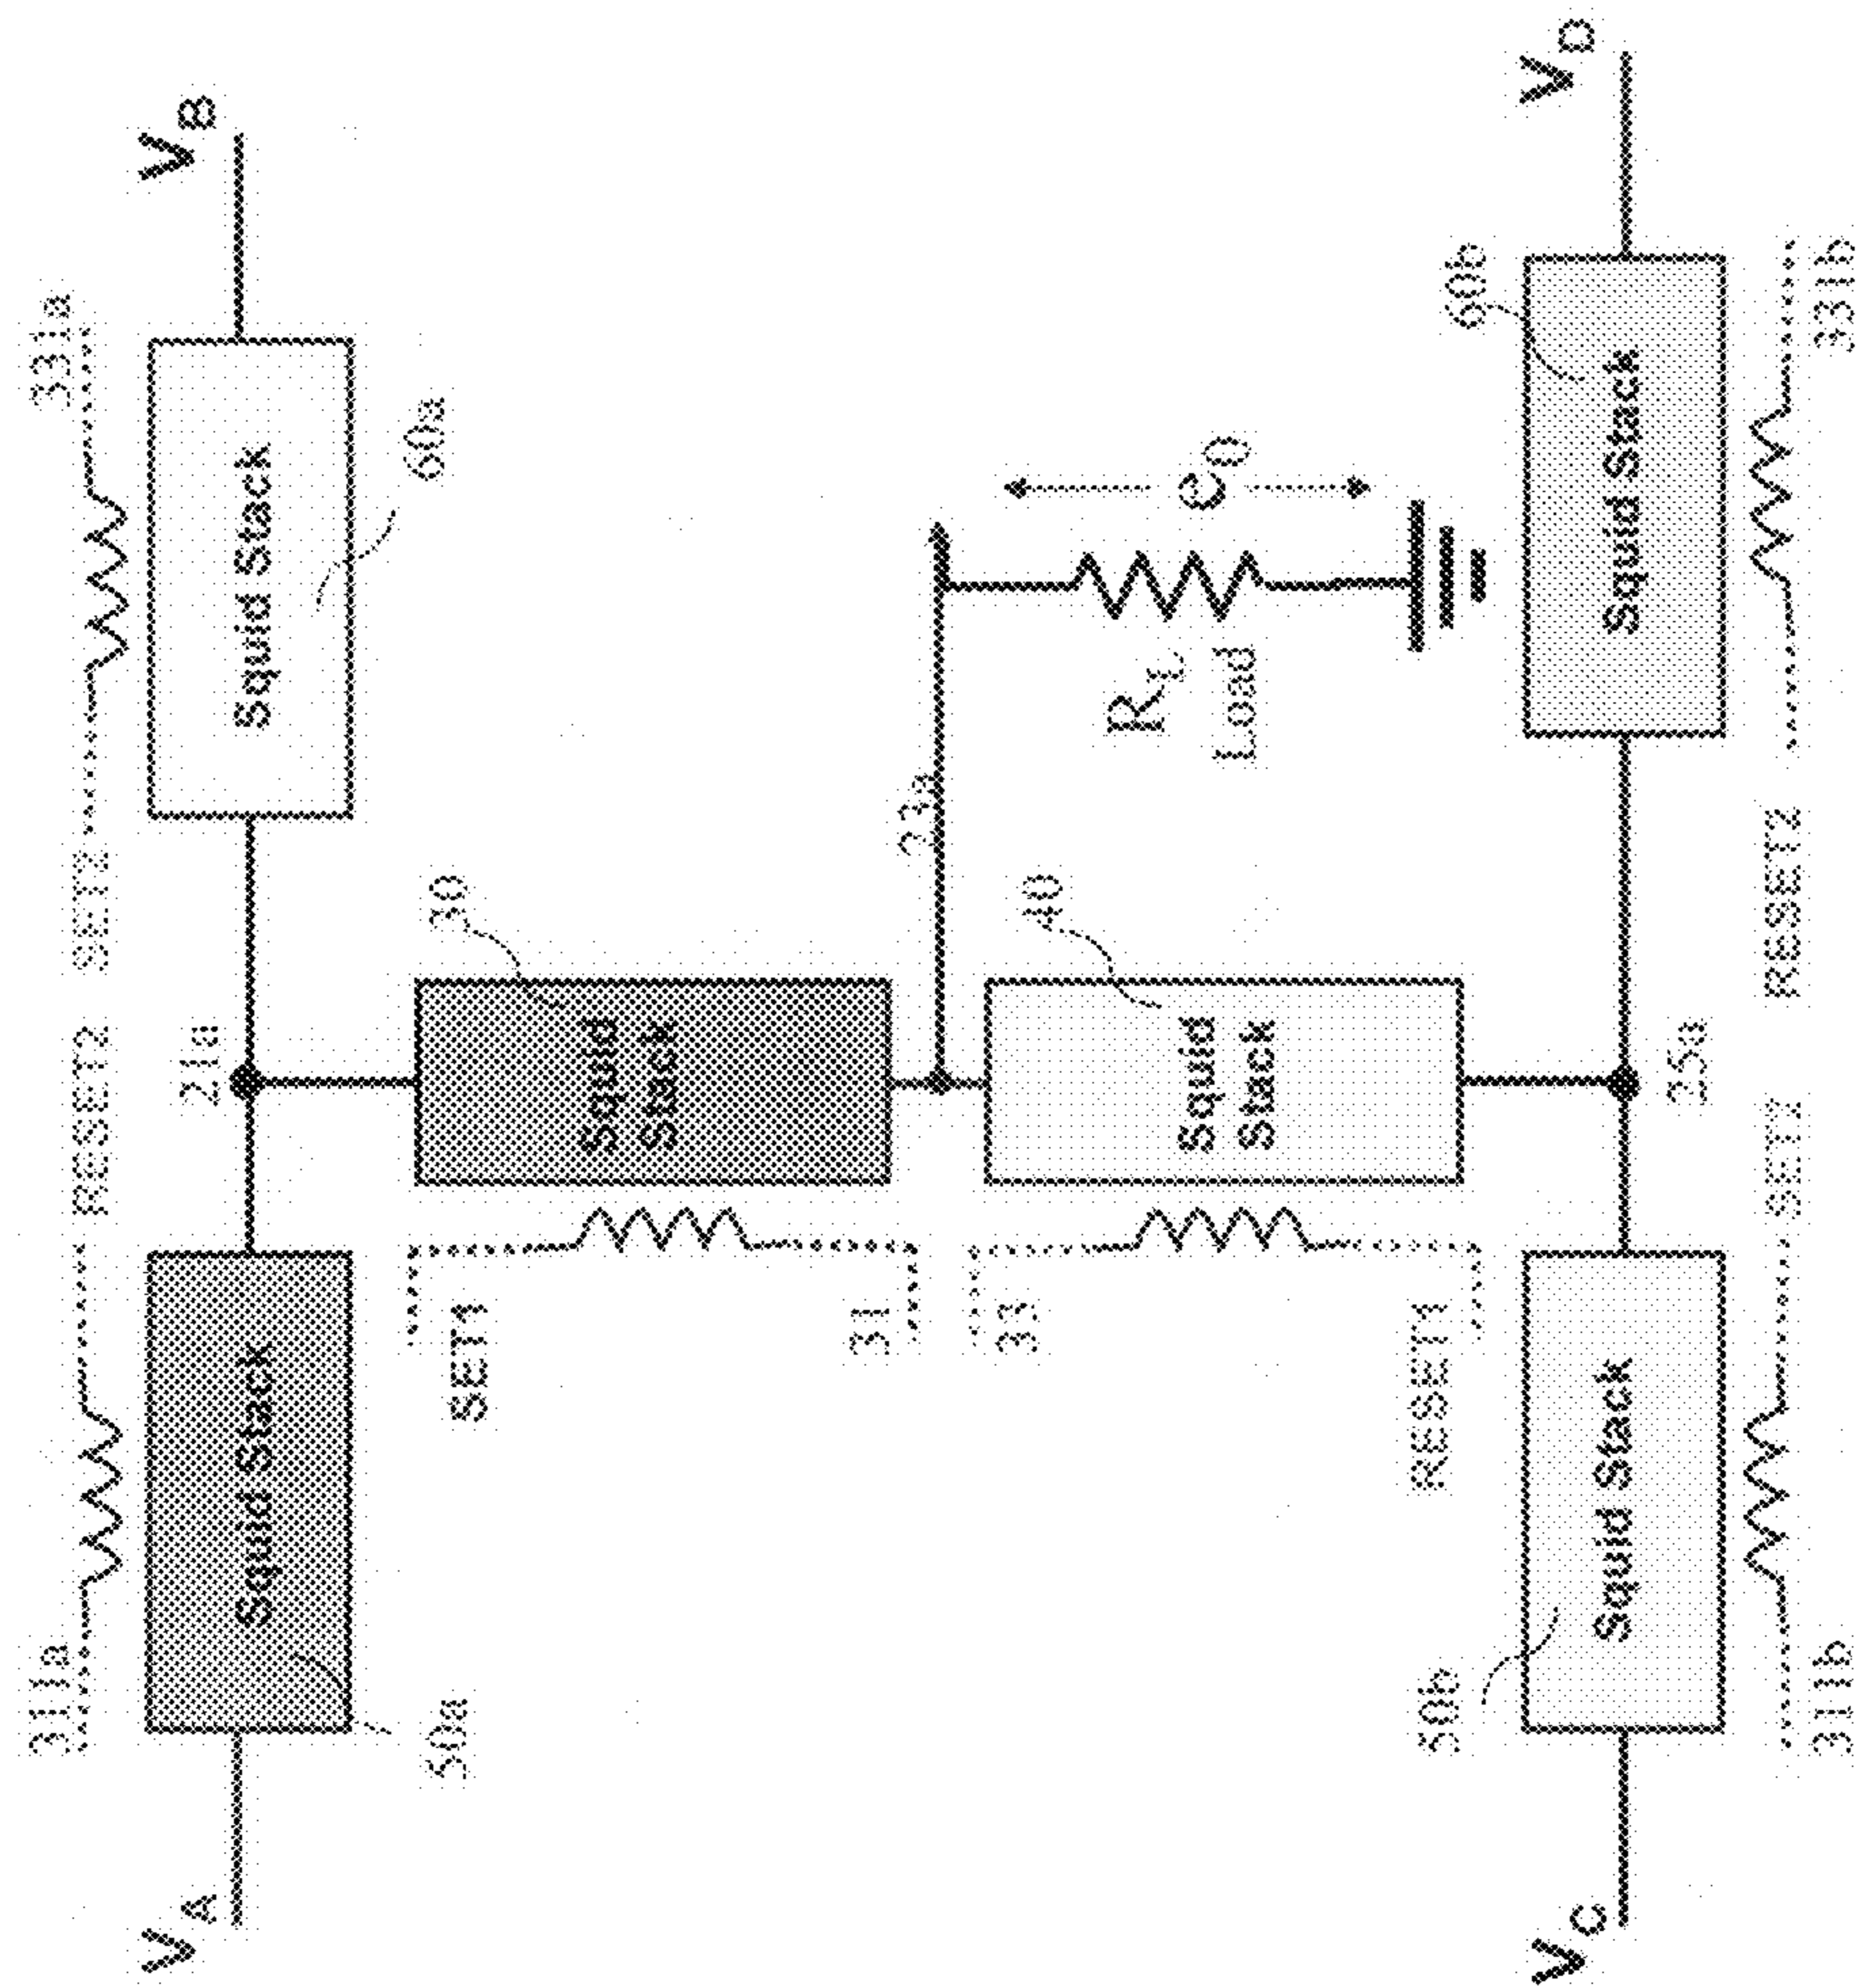 311a
331a
RESET2
SET2
VA
21a
VB
Squid Stack
Squid Stack
50a
30
60a
SET1
Squid
Stack
31
23a
33
40
RL
Load
e0
Squid
Stack
RESET1
50b
60b
VC
VD
Squid Stack
Squid Stack
25a
SET2
RESET2
311b
331b